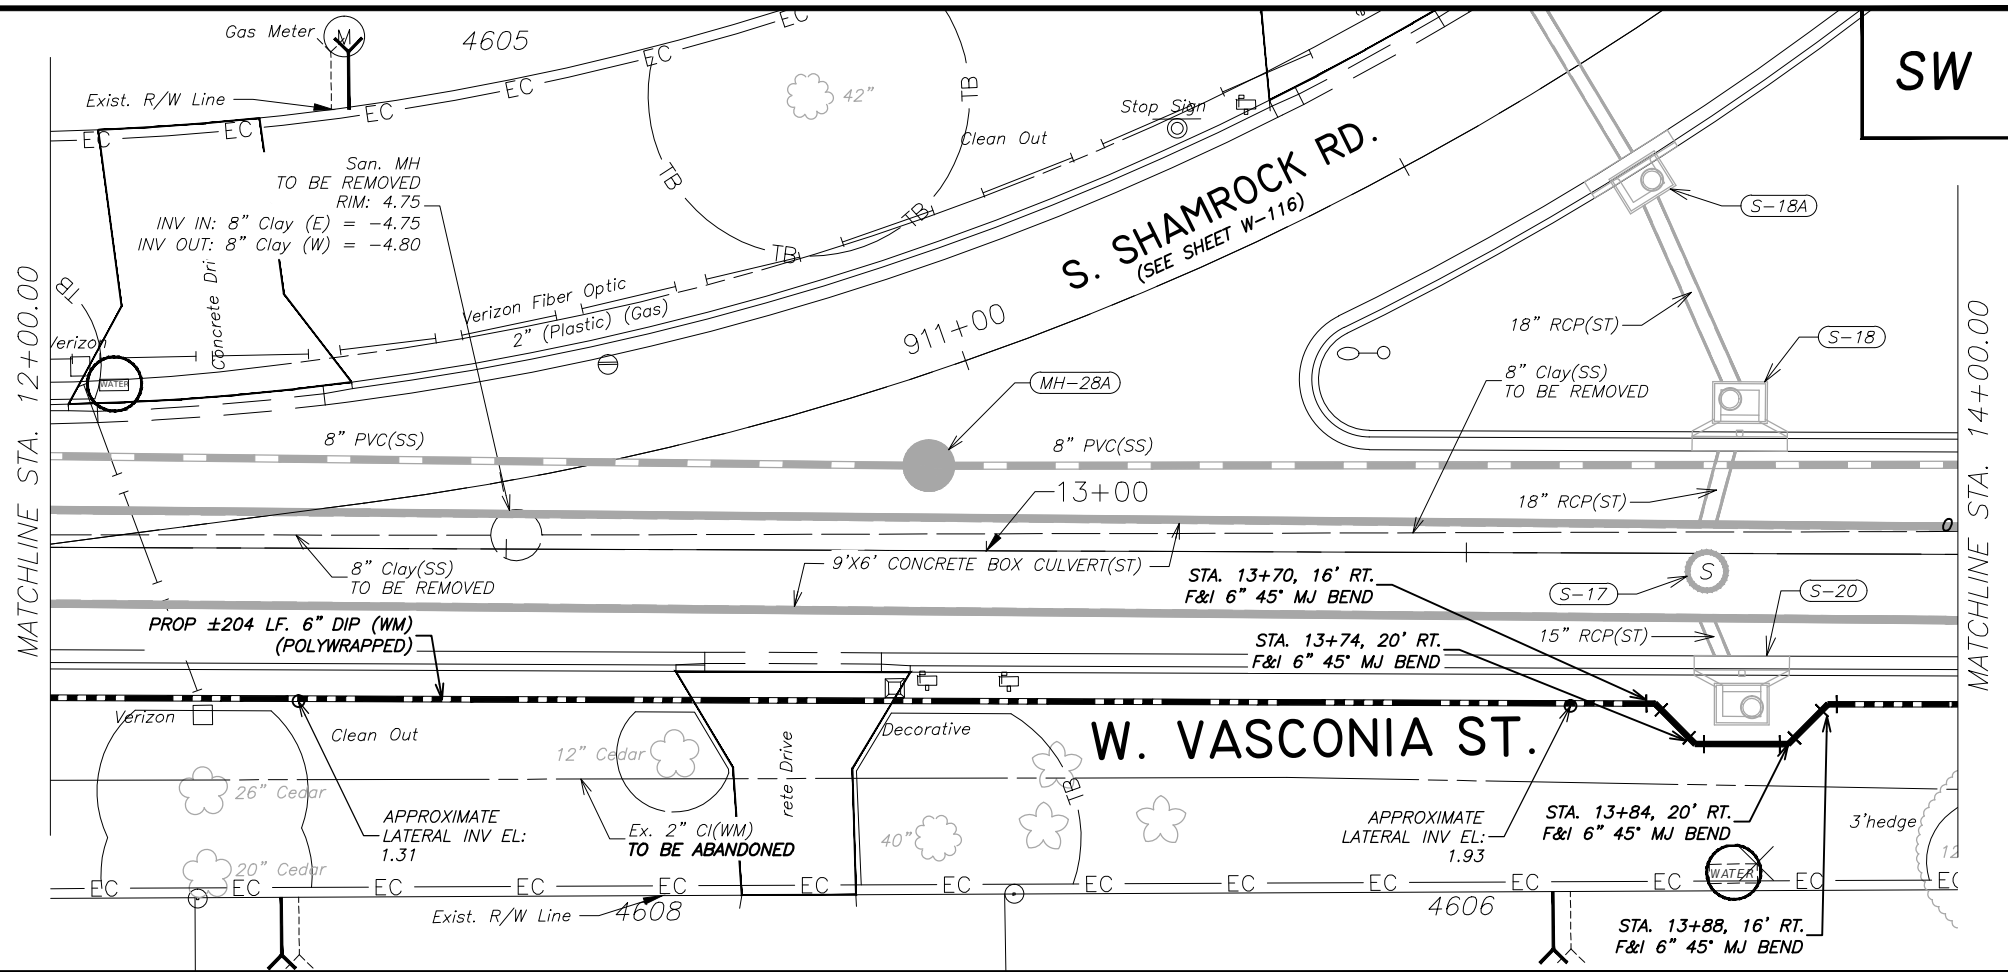 Gas Meter
M
4605
EC
EC
EC
EC
EC
EC
Exist. R/W Line
42”
TB
TB
TB
TB
TB
Stop Sign
Clean Out
SW
San. MH
TO BE REMOVED
RIM: 4.75
INV IN: 8” Clay (E) = -4.75
INV OUT: 8” Clay (W) = -4.80
S. SHAMROCK RD.
(SEE SHEET W-116)
S-18A
Concrete Dri
Verizon Fiber Optic
2” (Plastic) (Gas)
911+00
18” RCP(ST)
S-18
Verizon
WATER
MATCHLINE STA. 12+00.00
MATCHLINE STA. 14+00.00
MH-28A
8” Clay(SS)
TO BE REMOVED
8” PVC(SS)
8” PVC(SS)
13+00
18” RCP(ST)
8” Clay(SS)
TO BE REMOVED
9'X6' CONCRETE BOX CULVERT(ST)
STA. 13+70, 16' RT.
F&I 6” 45° MJ BEND
S
S-17
S-20
PROP ±204 LF. 6” DIP (WM)
(POLYWRAPPED)
STA. 13+74, 20' RT.
F&I 6” 45° MJ BEND
15” RCP(ST)
Verizon
Clean Out
12” Cedar
rete Drive
Decorative
W. VASCONIA ST.
26” Cedar
TB
APPROXIMATE
LATERAL INV EL:
1.31
Ex. 2” CI(WM)
TO BE ABANDONED
40”
APPROXIMATE
LATERAL INV EL:
1.93
STA. 13+84, 20' RT.
F&I 6” 45° MJ BEND
3'hedge
12
20” Cedar
WATER
EC
EC
EC
EC
EC
EC
EC
EC
EC
EC
EC
EC
EC
EC
Exist. R/W Line
4608
4606
STA. 13+88, 16' RT.
F&I 6” 45° MJ BEND